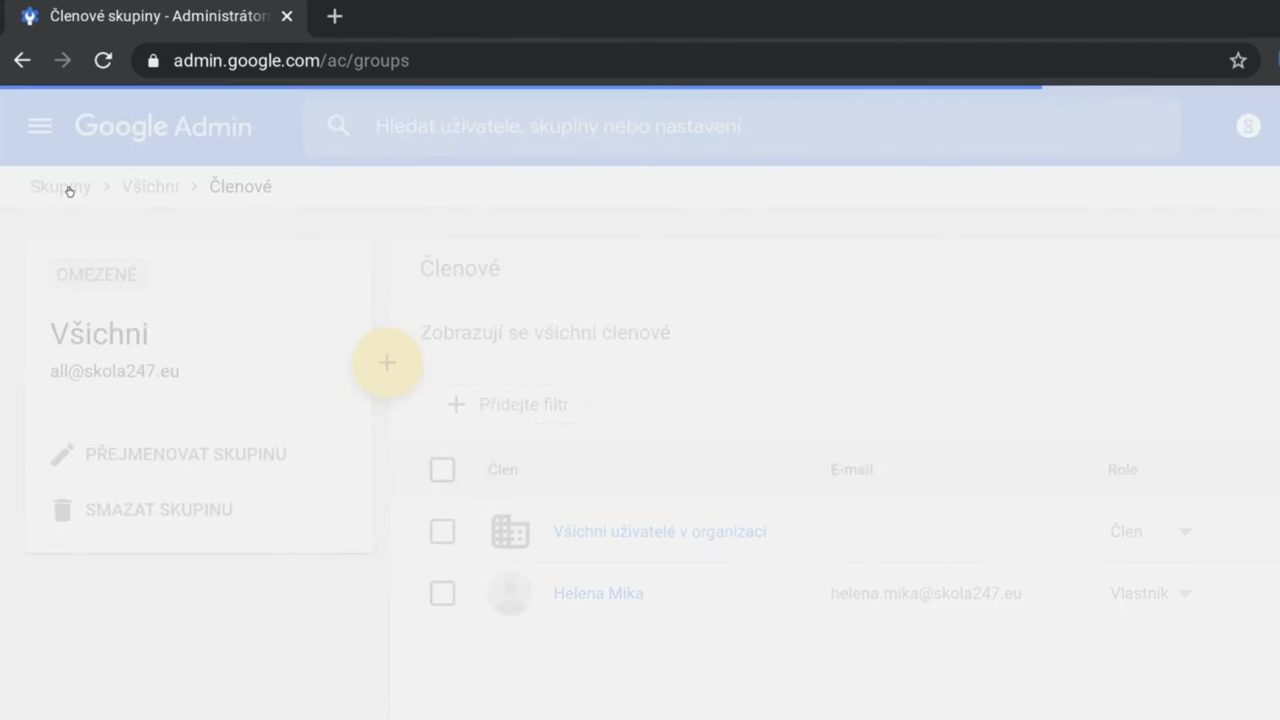 Členové skupiny - Administrátor
admin.google.com/ac/groups
Google Admin
Hledat uživatele, skupiny nebo nastavení
Skupiny > Všichni > Členové
OMEZENÉ
Všichni
all@skola247.eu
PŘEJMENOVAT SKUPINU
SMAZAT SKUPINU
Členové
Zobrazují se všichni členové
Přidejte filtr
Člen E-mail Role
Všichni uživatelé v organizaci Člen
Helena Mika helena.mika@skola247.eu Vlastník